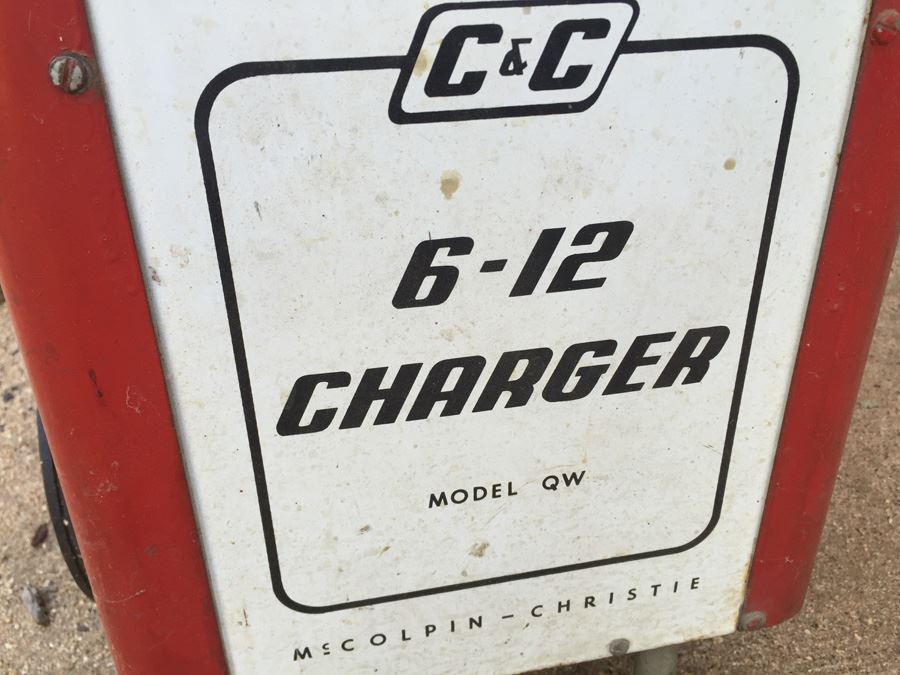 C & C
6-12
CHARGER
MODEL QW
McCOLPIN - CHRISTIE